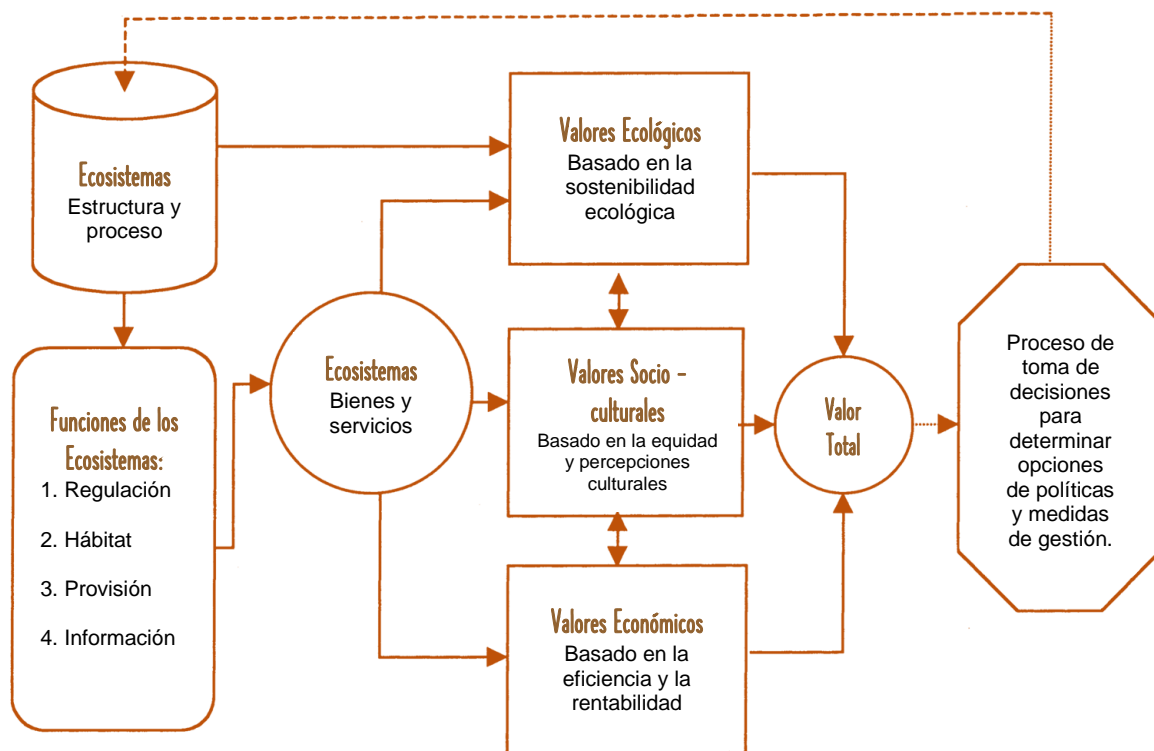 Ecosistemas
Estructura y
proceso
Funciones de los
Ecosistemas:
1. Regulación
2. Hábitat
3. Provisión
4. Información
Ecosistemas
Bienes y
servicios
Valores Ecológicos
Basado en la
sostenibilidad
ecológica
Valores Socio –
culturales
Basado en la equidad
y percepciones
culturales
Valores Económicos
Basado en la
eficiencia y la
rentabilidad
Valor
Total
Proceso de
toma de
decisiones
para
determinar
opciones
de políticas
y medidas
de gestión.